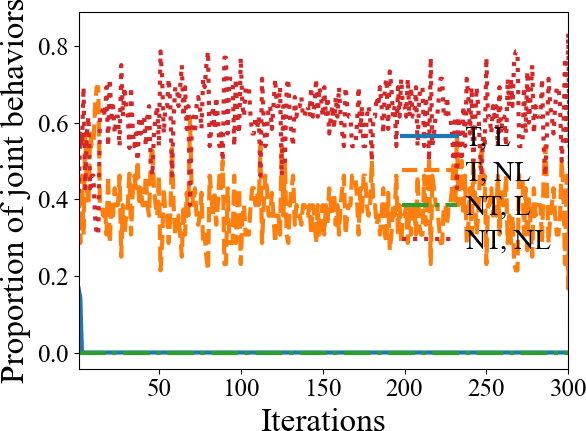 Proportion of joint behaviors
0.8
0.6
0.4
0.2
0.0
T, L
T, NL
NT, L
NT, NL
50
100
150
200
250
300
Iterations